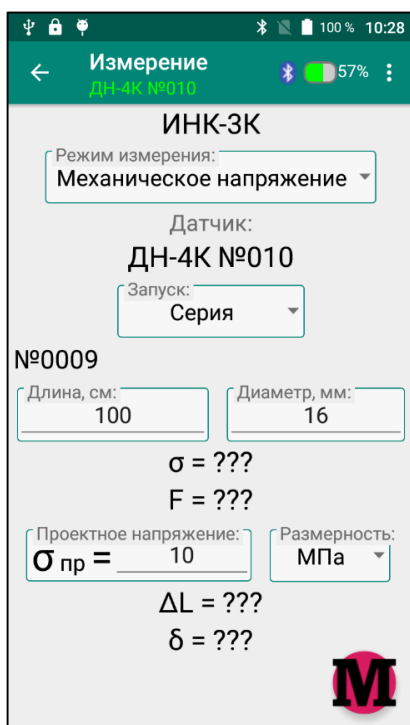 100 % 10:28
Измерение
ДН-4К №010
57%
ИНК-3К
Режим измерения:
Механическое напряжение
Датчик:
ДН-4К №010
Запуск:
Серия
№0009
Длина, см: Диаметр, мм:
100 16
σ = ???
F = ???
Проектное напряжение: Размерность:
σ пр = 10 МПа
ΔL = ???
δ = ???
М